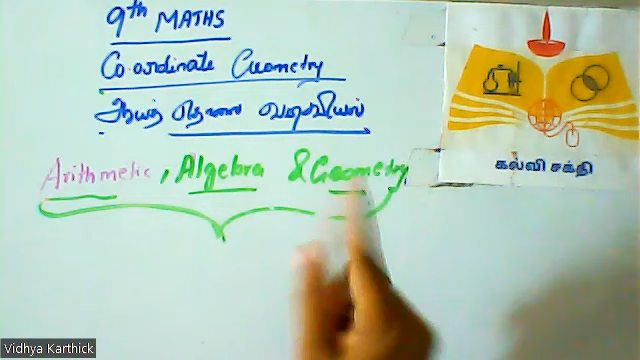 9th MATHS
Co.ordinate Geometry
ஆயத் தொலை வடிவியல்
Arithmetic, Algebra & Geometry
கல்வி சக்தி
Vidhya Karthick